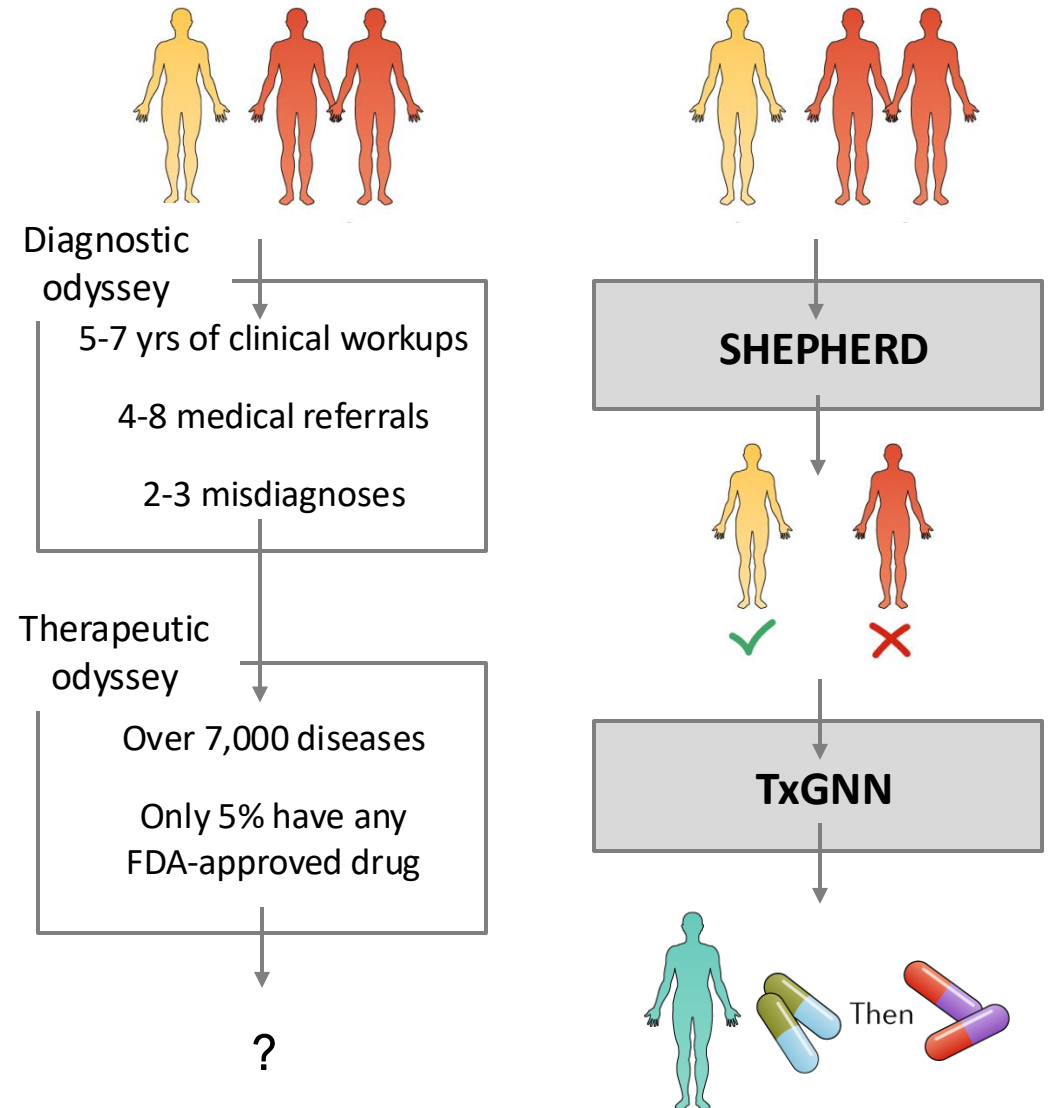 Diagnostic
odyssey
5-7 yrs of clinical workups
4-8 medical referrals
2-3 misdiagnoses
Therapeutic
odyssey
Over 7,000 diseases
Only 5% have any
FDA-approved drug
?
SHEPHERD
TxGNN
Then